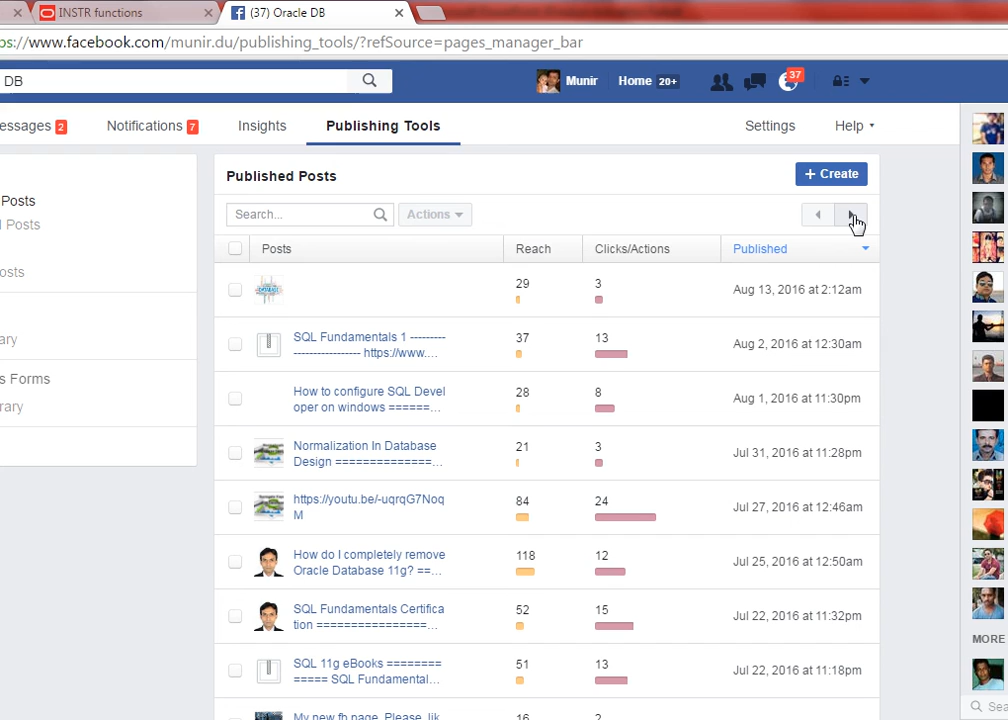 INSTR functions
(37) Oracle DB
ps://www.facebook.com/munir.du/publishing_tools/?refSource=pages_manager_bar
DB
Munir
Home 20+
37
essages 2
Notifications 7
Insights
Publishing Tools
Settings
Help
Posts
d Posts
osts
ry
s Forms
rary
Published Posts
+ Create
Search...
Actions
Posts
Reach
Clicks/Actions
Published
29
3
Aug 13, 2016 at 2:12am
SQL Fundamentals 1 ---------
------------------ https://www....
37
13
Aug 2, 2016 at 12:30am
How to configure SQL Devel
oper on windows ======...
28
8
Aug 1, 2016 at 11:30pm
Normalization In Database
Design ==============...
21
3
Jul 31, 2016 at 11:28pm
https://youtu.be/-uqrqG7Noq
M
84
24
Jul 27, 2016 at 12:46am
How do I completely remove
Oracle Database 11g? ==...
118
12
Jul 25, 2016 at 12:50am
SQL Fundamentals Certifica
tion ================...
52
15
Jul 22, 2016 at 11:32pm
SQL 11g eBooks ========
===== SQL Fundamental...
51
13
Jul 22, 2016 at 11:18pm
My new fb page. Please, lik
16
2
MORE
Sea